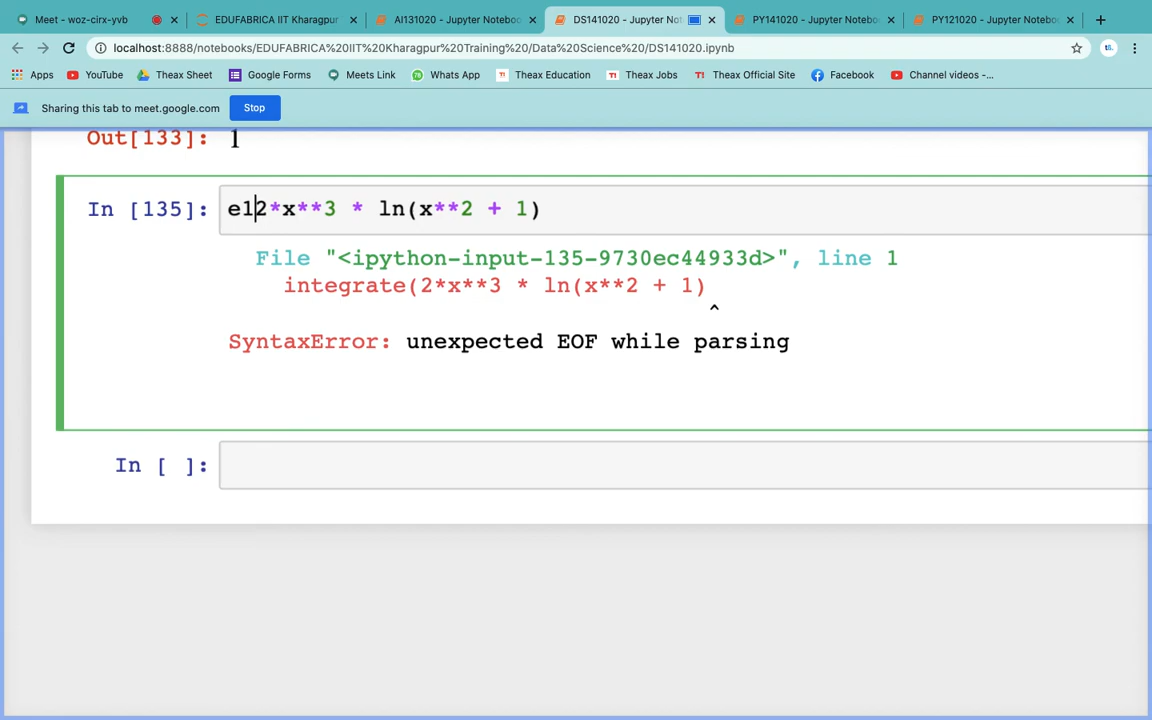 Meet - woz-cirx-yvb
EDUFABRICA IIT Kharagpur
AI131020 - Jupyter Noteboo
DS141020 - Jupyter Not
PY141020 - Jupyter Notebo
PY121020 - Jupyter Noteboo
localhost:8888/notebooks/EDUFABRICA%20IIT%20Kharagpur%20Training%20/Data%20Science%20/DS141020.ipynb
Apps
YouTube
Theax Sheet
Google Forms
Meets Link
Whats App
Theax Education
Theax Jobs
Theax Official Site
Facebook
Channel videos -...
Sharing this tab to meet.google.com
Stop
Out[133]: 1
In [135]: e12*x**3 * ln(x**2 + 1)
File "<ipython-input-135-9730ec44933d>", line 1
integrate(2*x**3 * ln(x**2 + 1)
^
SyntaxError: unexpected EOF while parsing
In [ ]: